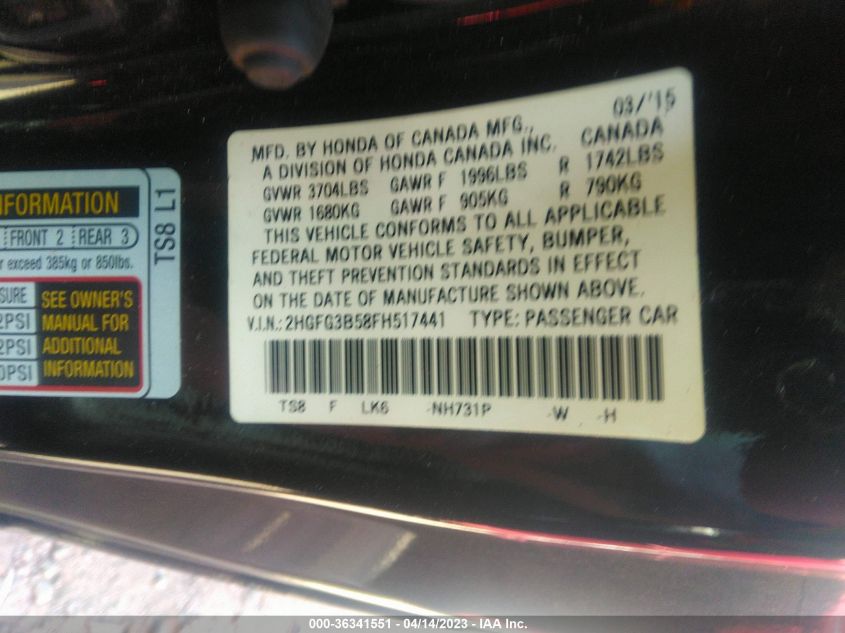 MFD. BY HONDA OF CANADA MFG., 03/'15
A DIVISION OF HONDA CANADA INC. CANADA
GVWR 3704LBS GAWR F 1996LBS R 1742LBS
GVWR 1680KG GAWR F 905KG R 790KG
THIS VEHICLE CONFORMS TO ALL APPLICABLE
FEDERAL MOTOR VEHICLE SAFETY, BUMPER,
AND THEFT PREVENTION STANDARDS IN EFFECT
ON THE DATE OF MANUFACTURE SHOWN ABOVE.
V.I.N.: 2HGFG3B58FH517441 TYPE: PASSENGER CAR
TS8 F LK6 -NH731P -W -H
INFORMATION
FRONT 2 REAR 3
exceed 385kg or 850lbs.
SEE OWNER'S
MANUAL FOR
ADDITIONAL
INFORMATION
TS8 L1
000-36341551 — 04/14/2023 — IAA Inc.